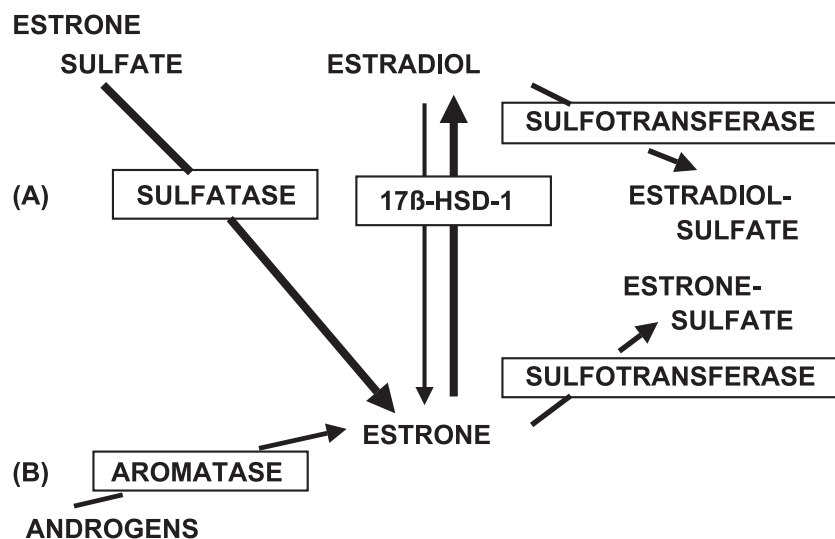 ESTRONE
SULFATE
ESTRADIOL
SULFOTRANSFERASE
(A)
SULFATASE
17ß-HSD-1
ESTRADIOL-
SULFATE
ESTRONE-
SULFATE
SULFOTRANSFERASE
ESTRONE
(B)
AROMATASE
ANDROGENS